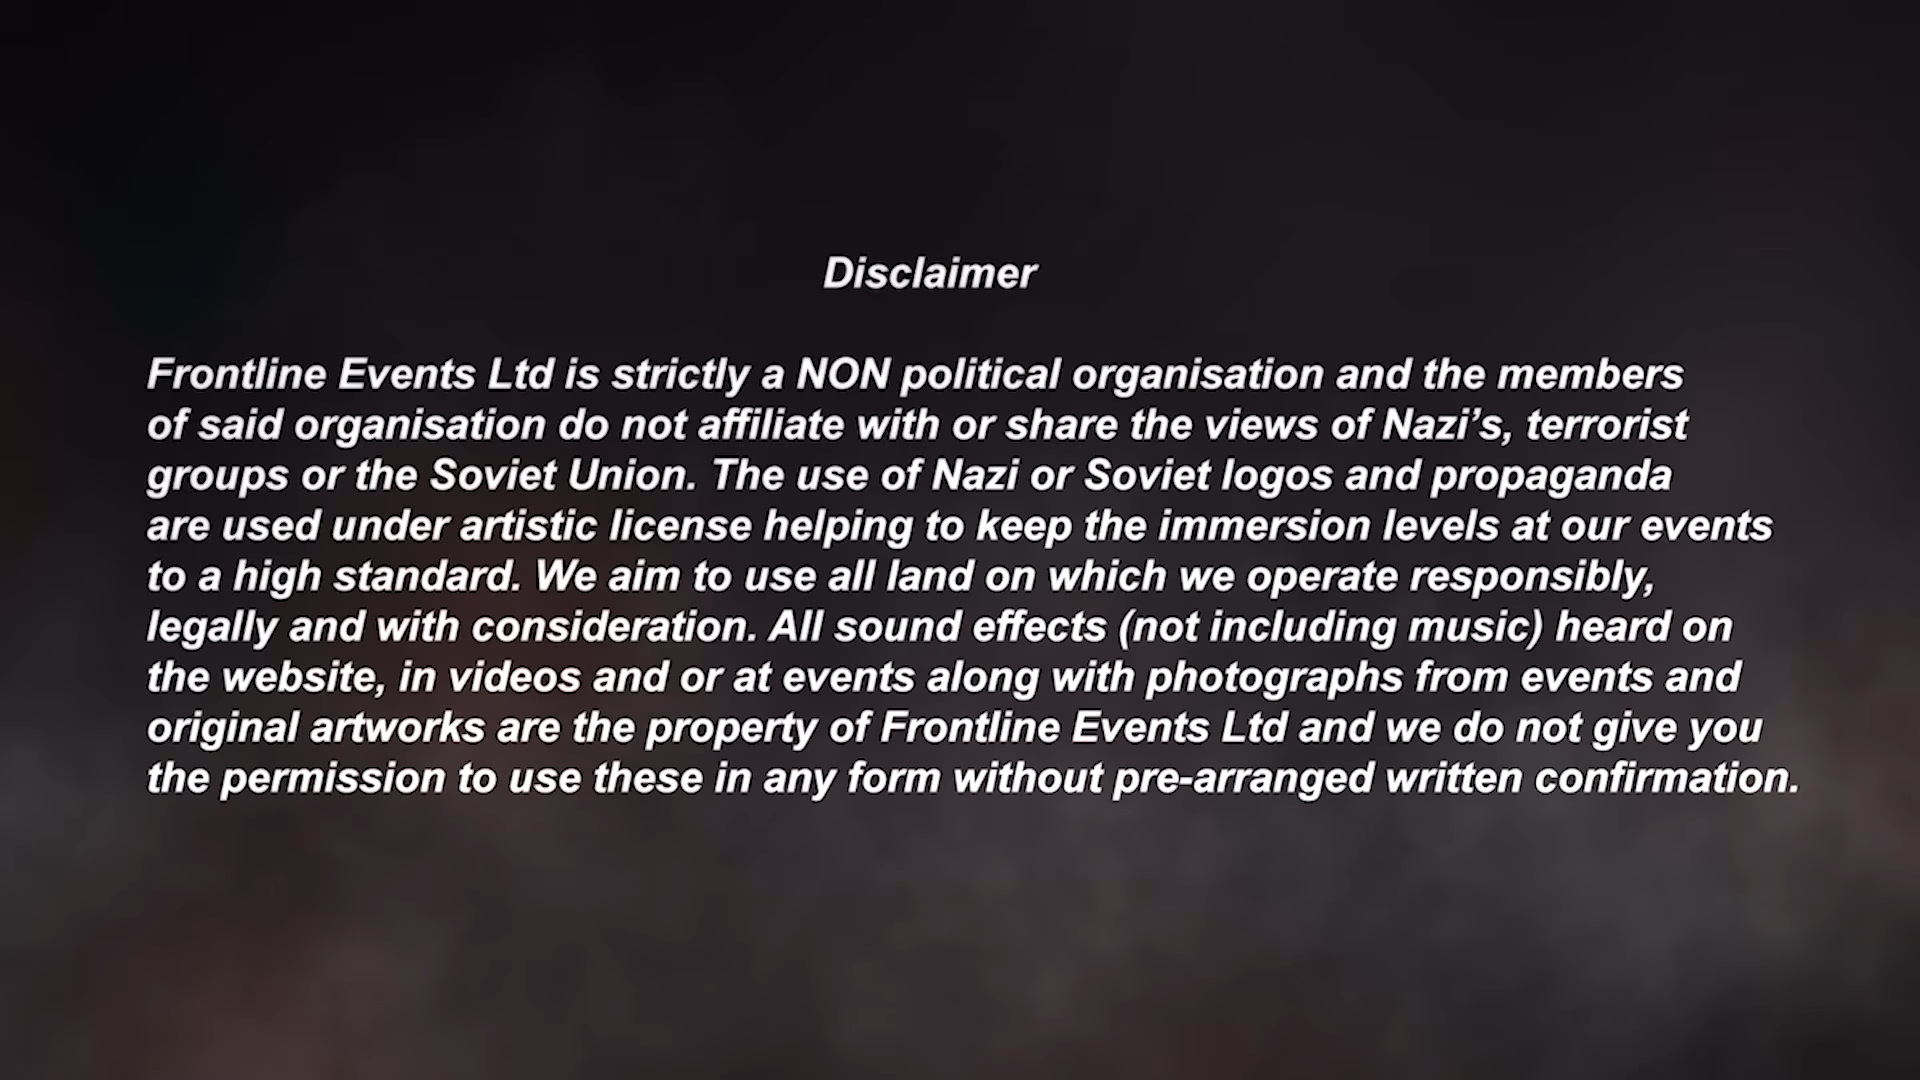 Disclaimer
Frontline Events Ltd is strictly a NON political organisation and the members
of said organisation do not affiliate with or share the views of Nazi’s, terrorist
groups or the Soviet Union. The use of Nazi or Soviet logos and propaganda
are used under artistic license helping to keep the immersion levels at our events
to a high standard. We aim to use all land on which we operate responsibly,
legally and with consideration. All sound effects (not including music) heard on
the website, in videos and or at events along with photographs from events and
original artworks are the property of Frontline Events Ltd and we do not give you
the permission to use these in any form without pre-arranged written confirmation.